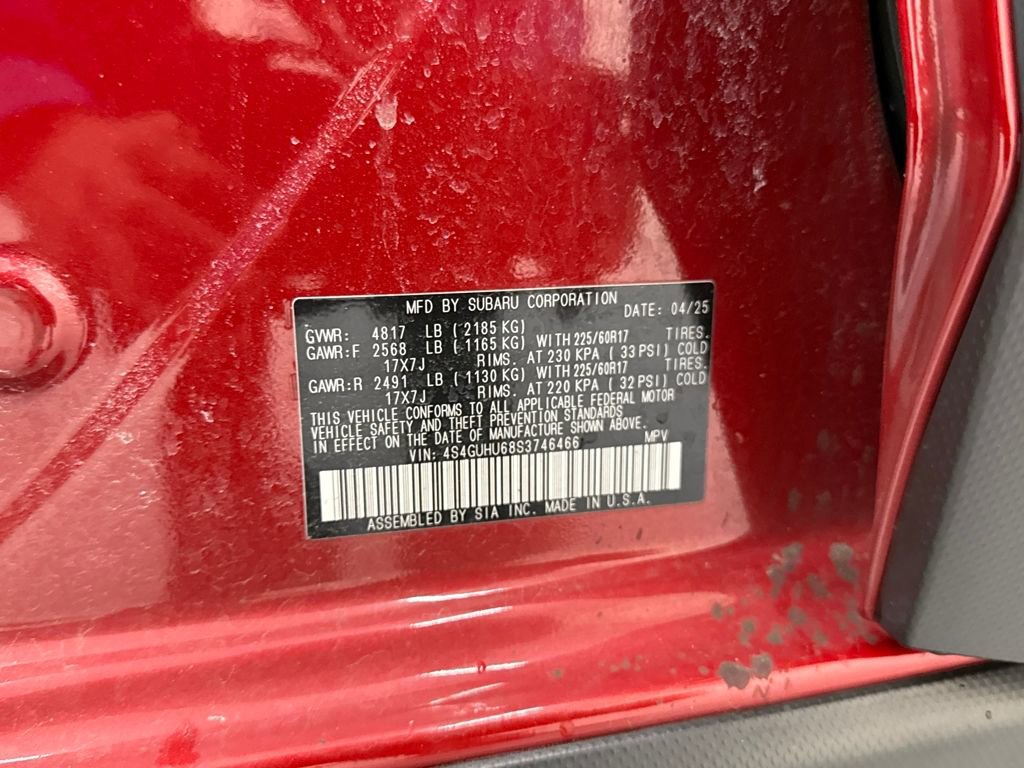 MFD BY SUBARU CORPORATION DATE: 04/25
GVWR: 4817 LB ( 2185 KG)
GAWR:F 2568 LB ( 1165 KG) WITH 225/60R17 TIRES.
17X7J RIMS. AT 230 KPA ( 33 PSI) COLD
GAWR:R 2491 LB ( 1130 KG) WITH 225/60R17 TIRES.
17X7J RIMS. AT 220 KPA ( 32 PSI) COLD
THIS VEHICLE CONFORMS TO ALL APPLICABLE FEDERAL MOTOR
VEHICLE SAFETY AND THEFT PREVENTION STANDARDS
IN EFFECT ON THE DATE OF MANUFACTURE SHOWN ABOVE.
VIN: 4S4GUHU68S3746466 MPV
ASSEMBLED BY SIA INC. MADE IN U.S.A.